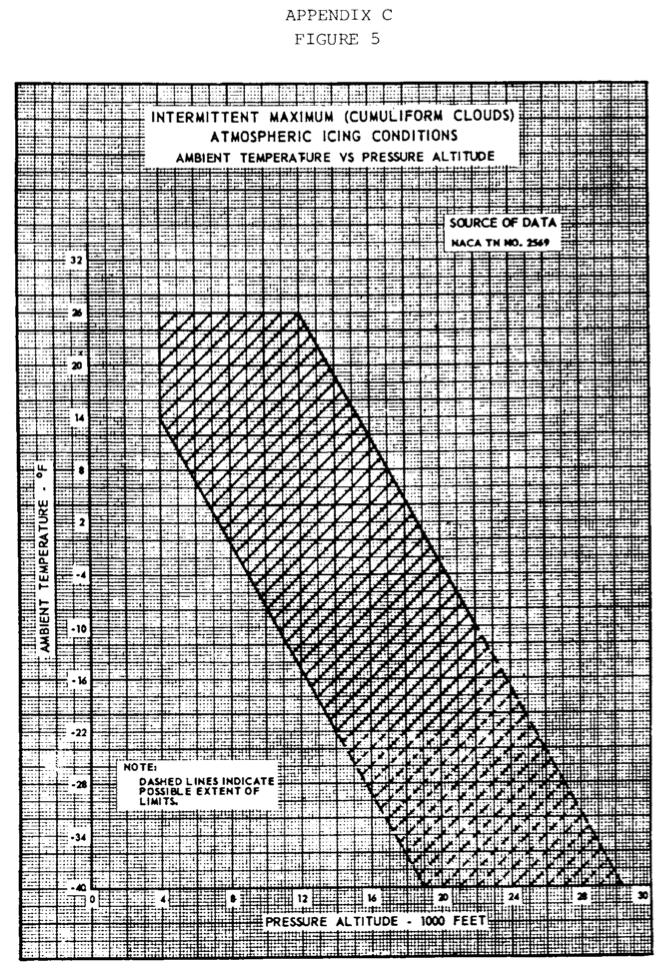 APPENDIX C
FIGURE 5
INTERMITTENT MAXIMUM (CUMULIFORM CLOUDS)
ATMOSPHERIC ICING CONDITIONS
AMBIENT TEMPERATURE VS PRESSURE ALTITUDE
SOURCE OF DATA
NACA TN NO. 2569
32
26
20
14
8
2
-4
-10
-16
-22
-28
-34
-40
AMBIENT TEMPERATURE - °F
NOTE:
DASHED LINES INDICATE
POSSIBLE EXTENT OF
LIMITS.
0 4 8 12 16 20 24 28 30
PRESSURE ALTITUDE - 1000 FEET